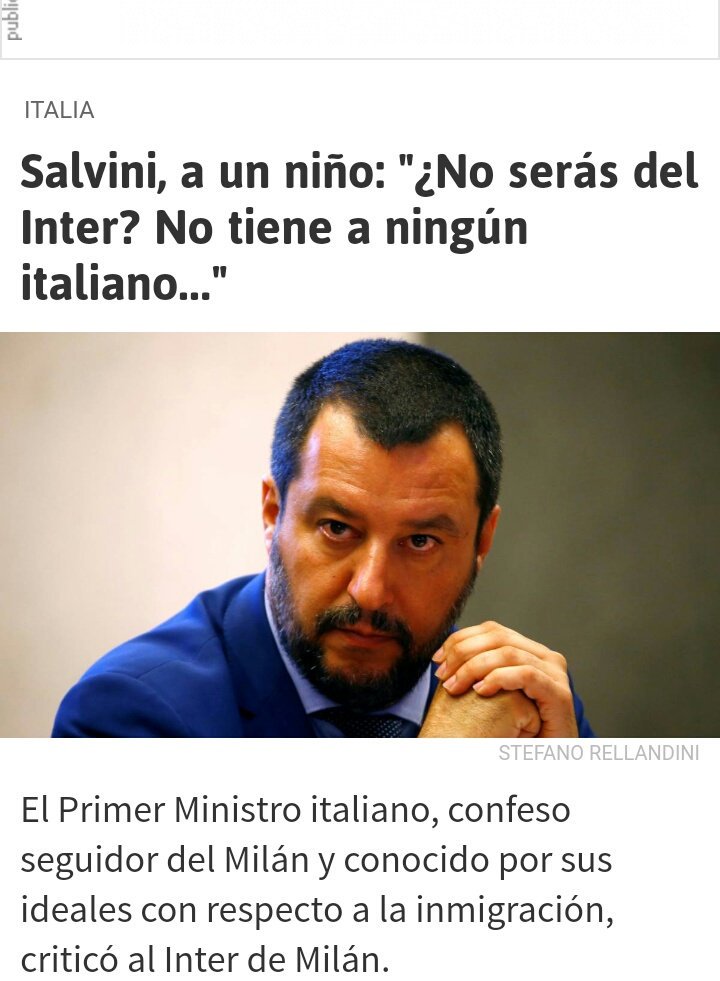 public
ITALIA
Salvini, a un niño: "¿No serás del
Inter? No tiene a ningún
italiano..."
STEFANO RELLANDINI
El Primer Ministro italiano, confeso
seguidor del Milán y conocido por sus
ideales con respecto a la inmigración,
criticó al Inter de Milán.